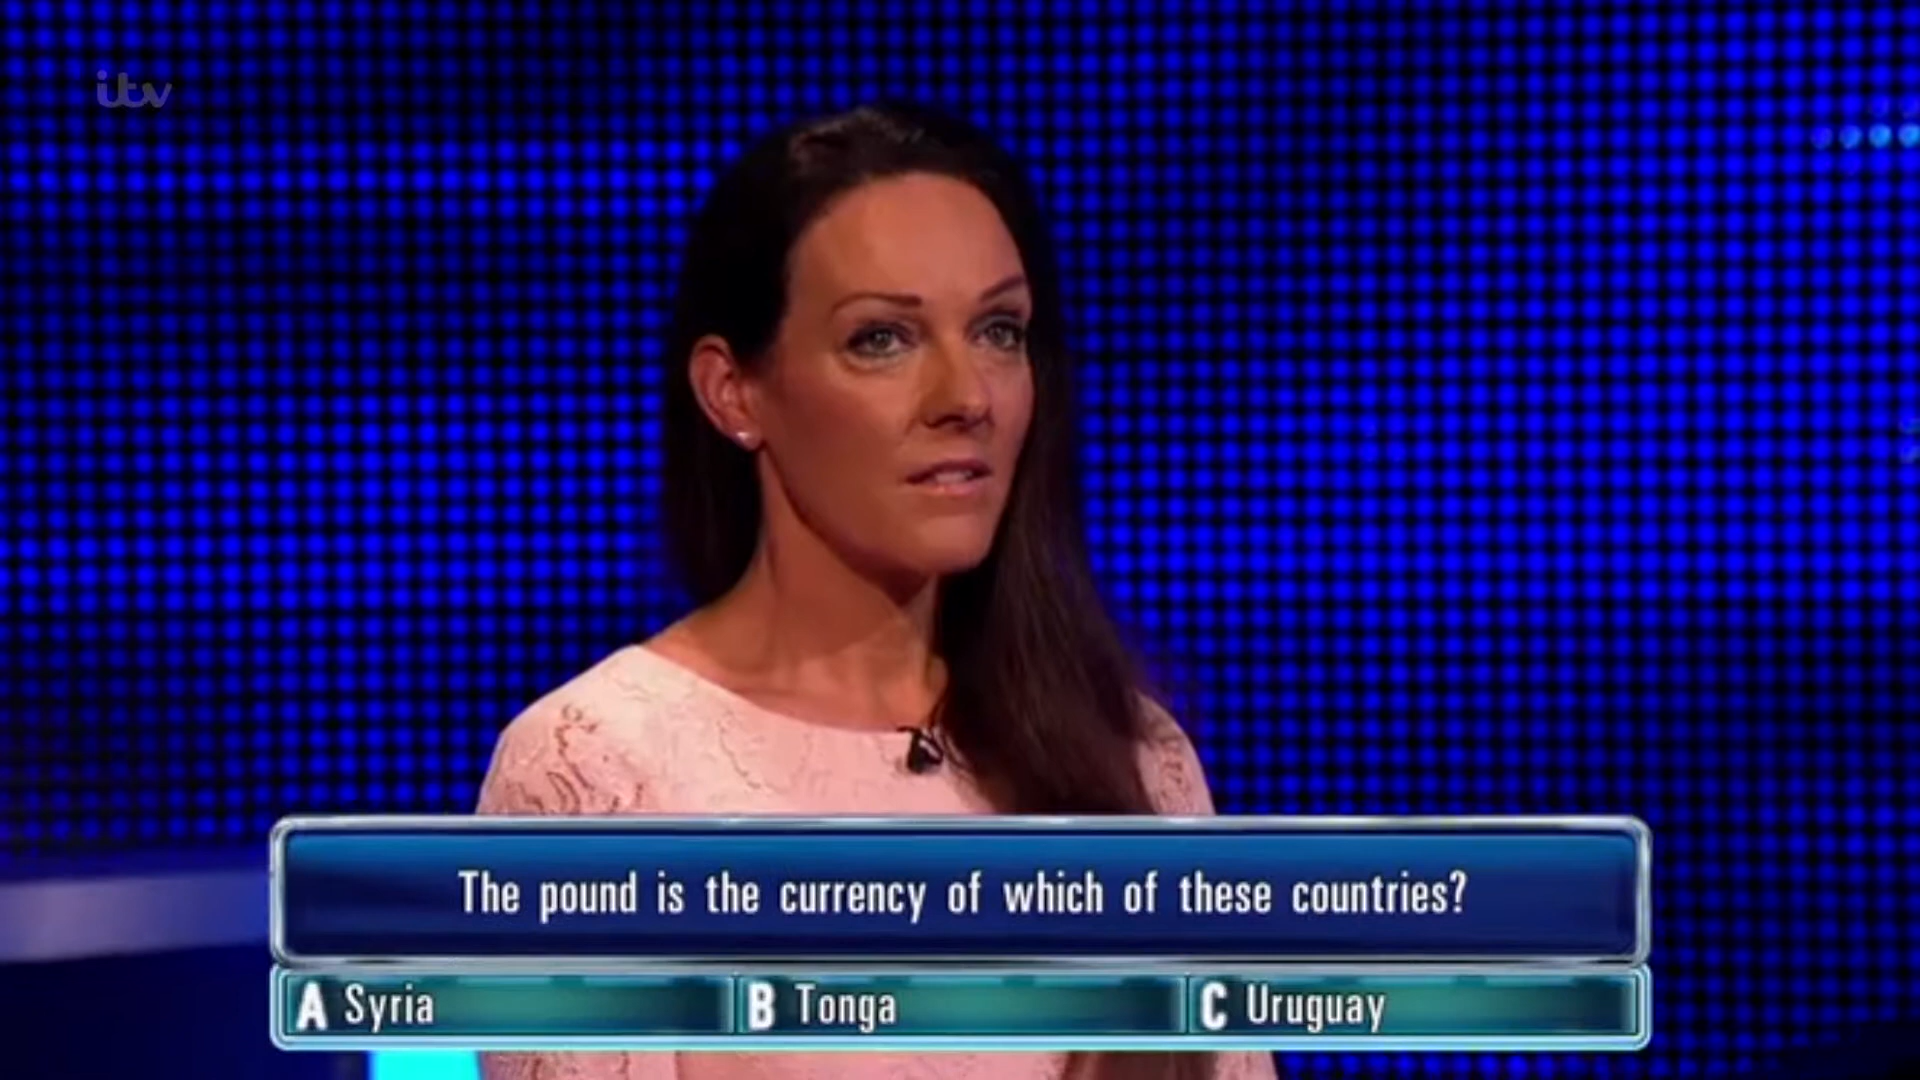 itv
The pound is the currency of which of these countries?
A Syria
B Tonga
C Uruguay